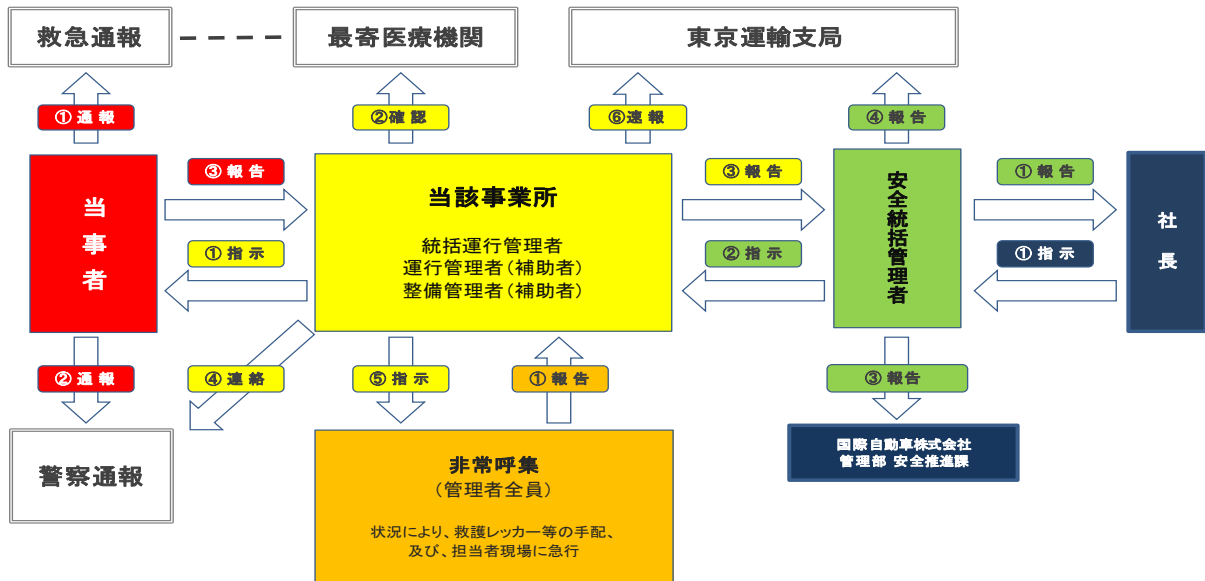 救急通報
最寄医療機関
東京運輸支局
①通報
②確認
⑥速報
④報告
当事者
③報告
①指示
当該事業所
統括運行管理者
運行管理者(補助者)
整備管理者(補助者)
③報告
②指示
安全統括管理者
①報告
①指示
社長
②通報
④連絡
⑤指示
①報告
③報告
警察通報
非常呼集
(管理者全員)
状況により、救護レッカー等の手配、
及び、担当者現場に急行
国際自動車株式会社
管理部 安全推進課